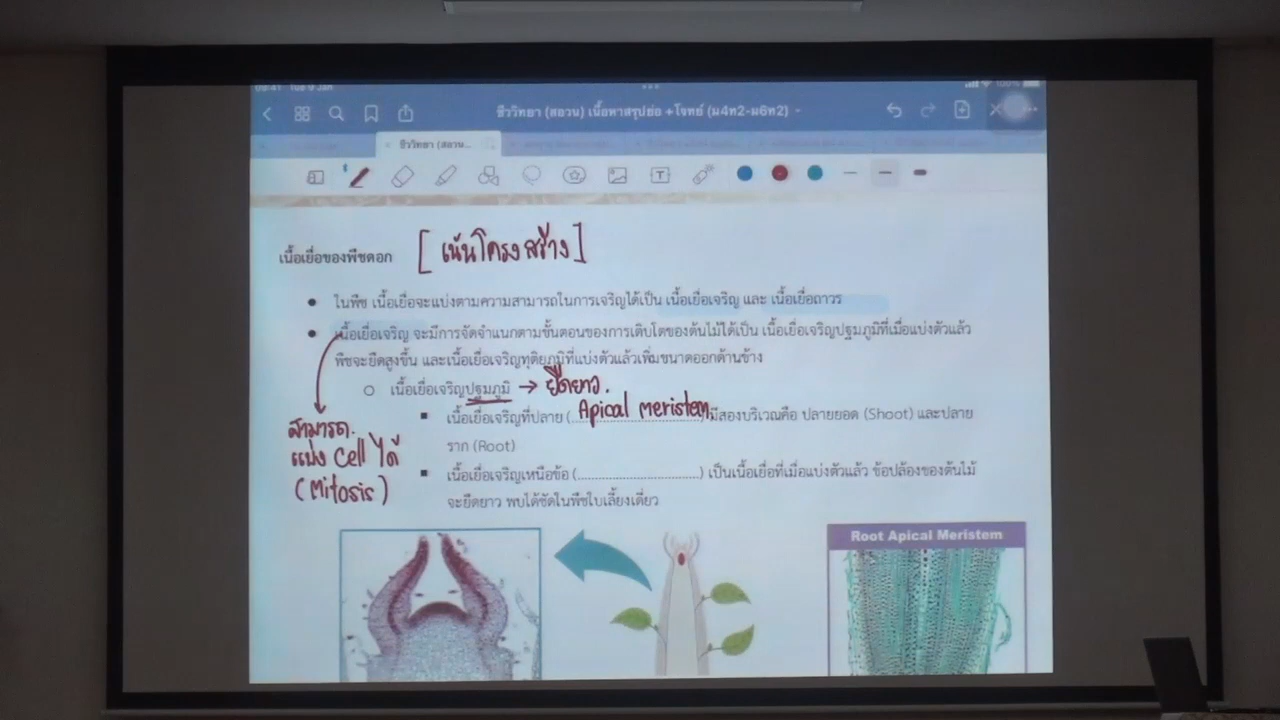 09:41 Tue 9 Jan
100%
ชีววิทยา (สอวน) เนื้อหาสรุปย่อ +โจทย์ (ม4ท2-ม6ท2)
ชีววิทยา (สอวน...
เนื้อเยื่อของพืชดอก [เน้นโครงสร้าง]
• ในพืช เนื้อเยื่อจะแบ่งตามความสามารถในการเจริญได้เป็น เนื้อเยื่อเจริญ และ เนื้อเยื่อถาวร
• เนื้อเยื่อเจริญ จะมีการจัดจำแนกตามขั้นตอนของการเติบโตของต้นไม้ได้เป็น เนื้อเยื่อเจริญปฐมภูมิที่เมื่อแบ่งตัวแล้ว
พืชจะยืดสูงขึ้น และเนื้อเยื่อเจริญทุติยภูมิที่แบ่งตัวแล้วเพิ่มขนาดออกด้านข้าง
o เนื้อเยื่อเจริญปฐมภูมิ → ยืดยาว.
▪ เนื้อเยื่อเจริญที่ปลาย (Apical meristem) มีสองบริเวณคือ ปลายยอด (Shoot) และปลาย
ราก (Root)
▪ เนื้อเยื่อเจริญเหนือข้อ (..............................) เป็นเนื้อเยื่อที่เมื่อแบ่งตัวแล้ว ข้อปล้องของต้นไม้
จะยืดยาว พบได้ชัดในพืชใบเลี้ยงเดี่ยว
สามารถ.
แบ่ง Cell ได้
(Mitosis)
Root Apical Meristem